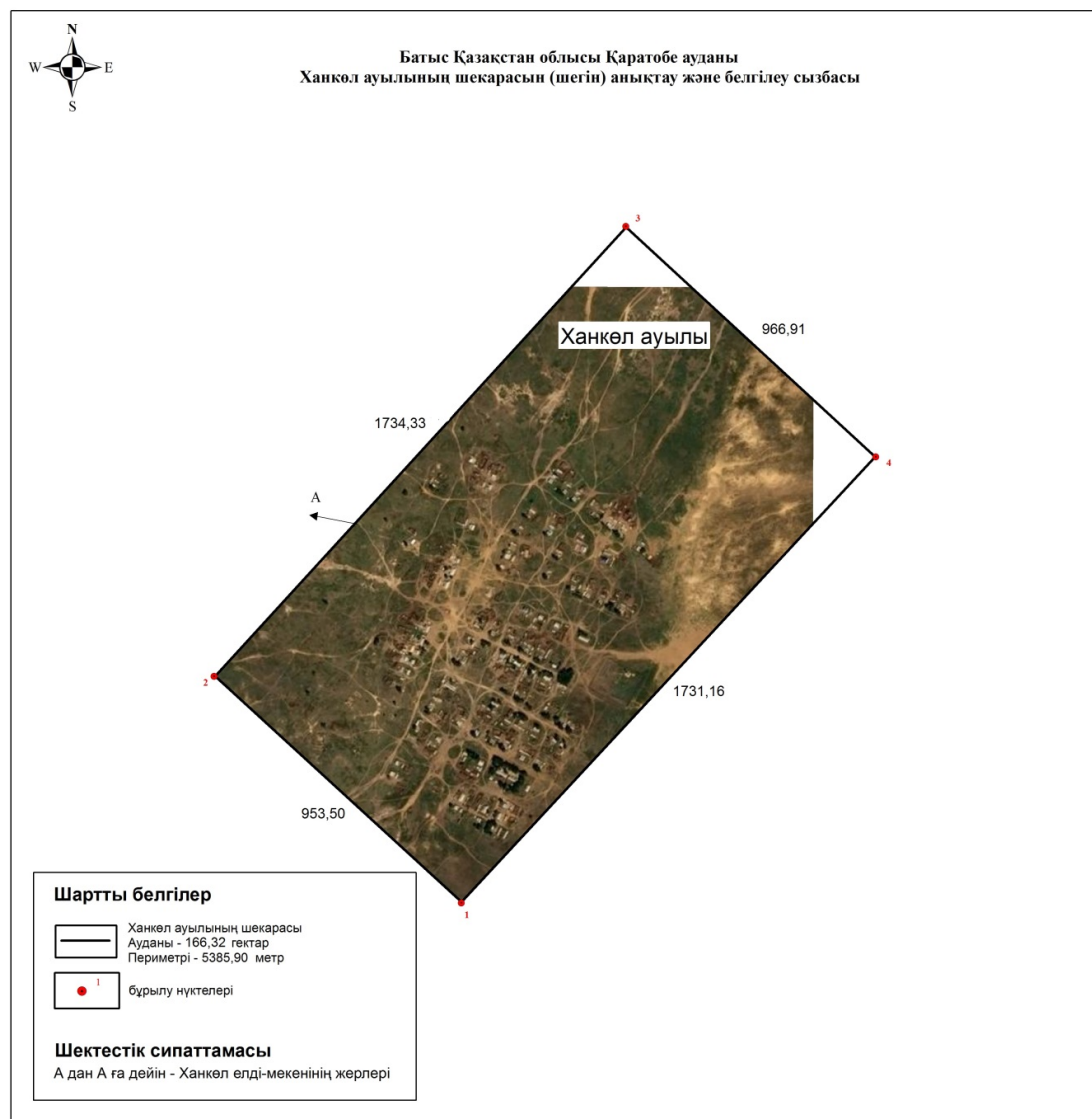 N
W E
S
Батыс Қазақстан облысы Қаратобе ауданы
Ханкөл ауылының шекарасын (шегін) анықтау және белгілеу сызбасы
3
Ханкөл ауылы
966,91
1734,33
4
A
2
1731,16
953,50
1
Шартты белгілер
Ханкөл ауылының шекарасы
Ауданы - 166,32 гектар
Периметрі - 5385,90 метр
1
бұрылу нүктелері
Шектестік сипаттамасы
А дан А ға дейін - Ханкөл елді-мекенінің жерлері